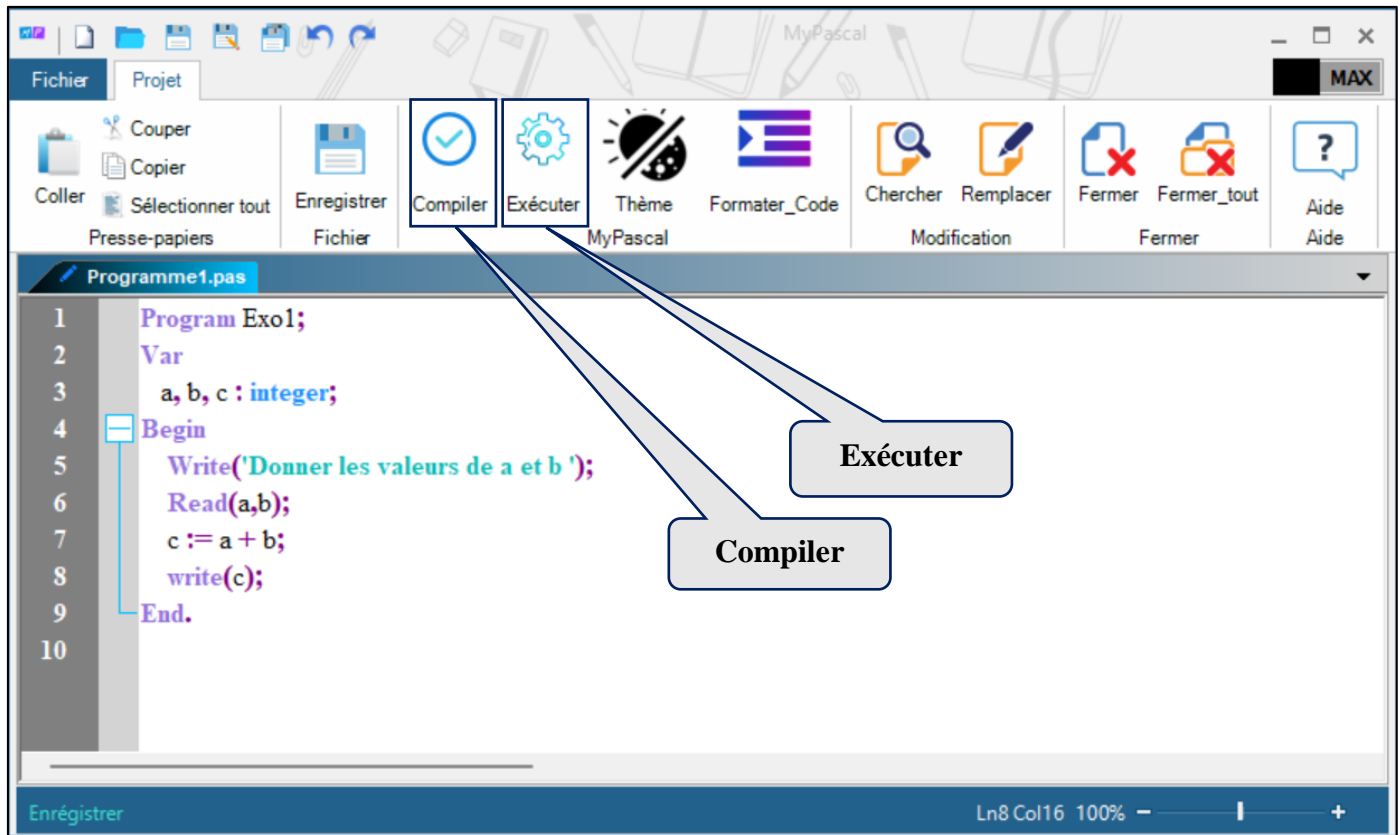 MyPascal
Fichier Projet MAX
Coller
Couper
Copier
Sélectionner tout
Presse-papiers
Enregistrer
Fichier
Compiler Exécuter Thème Formater_Code
MyPascal
Chercher Remplacer
Modification
Fermer Fermer_tout
Fermer
?
Aide
Aide
Programme1.pas
1 Program Exo1;
2 Var
3 a, b, c : integer;
4 Begin
5 Write('Donner les valeurs de a et b ');
6 Read(a,b);
7 c := a + b;
8 write(c);
9 End.
10
Exécuter
Compiler
Enrégistrer Ln8 Col16 100% − +